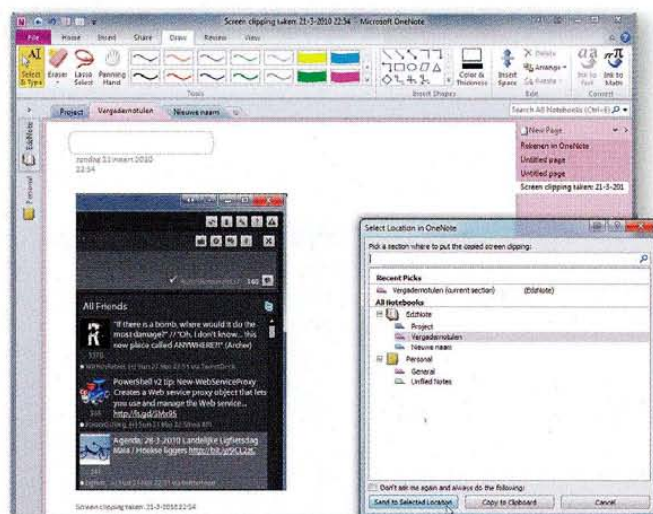 Screen clipping taken: 21-3-2010 22:54 - Microsoft OneNote
File Home Insert Share Draw Review View
Select & Type
Eraser
Lasso Select
Panning Hand
Color & Thickness
Insert Space
Delete
Arrange
Rotate
Ink to Text
Ink to Math
Tools
Insert Shapes
Edit
Convert
Project Vergadernotulen Nieuwe naam
Search All Notebooks (Ctrl+E)
EdzNote
Personal
zondag 21 maart 2010
22:54
New Page
Rekenen in OneNote
Untitled page
Untitled page
Screen clipping taken: 21-3-201
160
All Friends
"If there is a bomb, where would it do the
most damage?" // "Oh, I don't know... this
new place called ANYWHERE?!" (Archer)
PowerShell v2 tip: New-WebServiceProxy
Creates a Web service proxy object that lets
you use and manage the Web service...
Agenda: 28-3-2010 Landelijke Ligfietsdag
Screen clipping taken: 21-3-2010 22:54
Select Location in OneNote
Pick a section where to put the copied screen clipping:
Recent Picks
Vergadernotulen (current section) (EdzNote)
All Notebooks
EdzNote
Project
Vergadernotulen
Nieuwe naam
Personal
General
Unfiled Notes
Don't ask me again and always do the following:
Send to Selected Location Copy to Clipboard Cancel